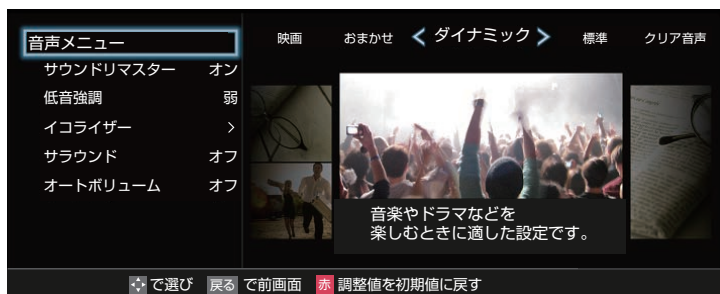 音声メニュー
映画 おまかせ ダイナミック 標準 クリア音声
サウンドリマスター オン
低音強調 弱
イコライザー >
サラウンド オフ
オートボリューム オフ
音楽やドラマなどを
楽しむときに適した設定です。
で選び 戻る で前画面 赤 調整値を初期値に戻す